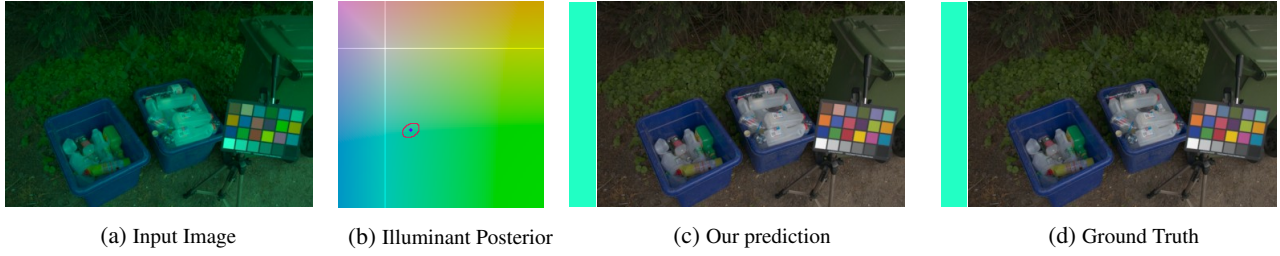 (a) Input Image
(b) Illuminant Posterior
(c) Our prediction
(d) Ground Truth